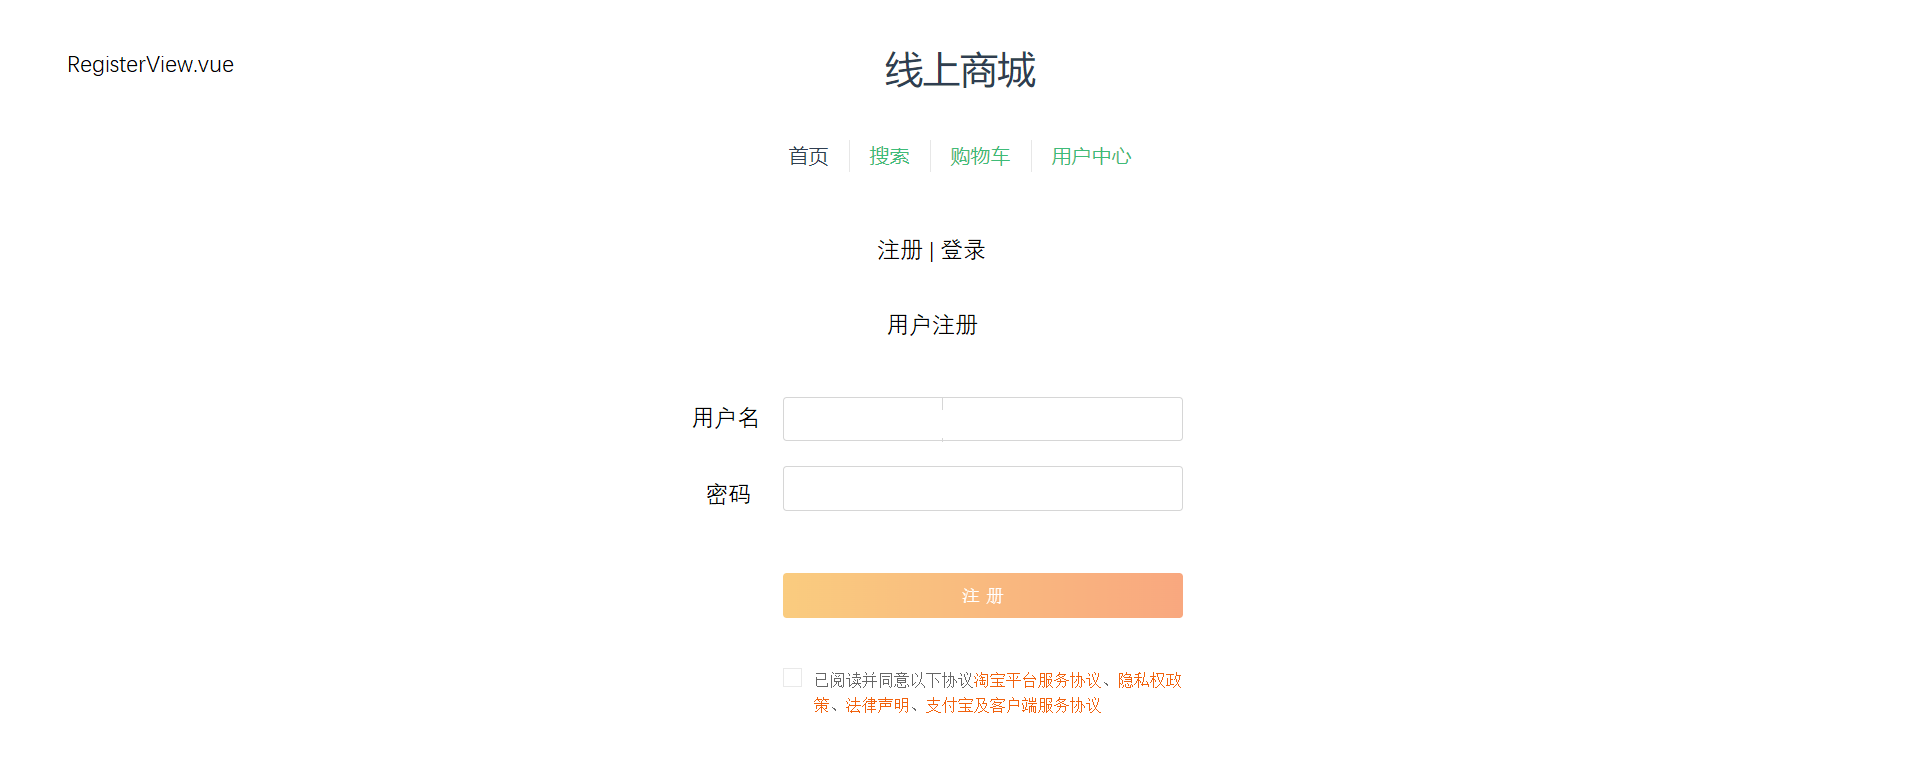 RegisterView.vue
线上商城
首页 搜索 购物车 用户中心
注册 | 登录
用户注册
用户名
密码
注 册
已阅读并同意以下协议淘宝平台服务协议、隐私权政
策、法律声明、支付宝及客户端服务协议